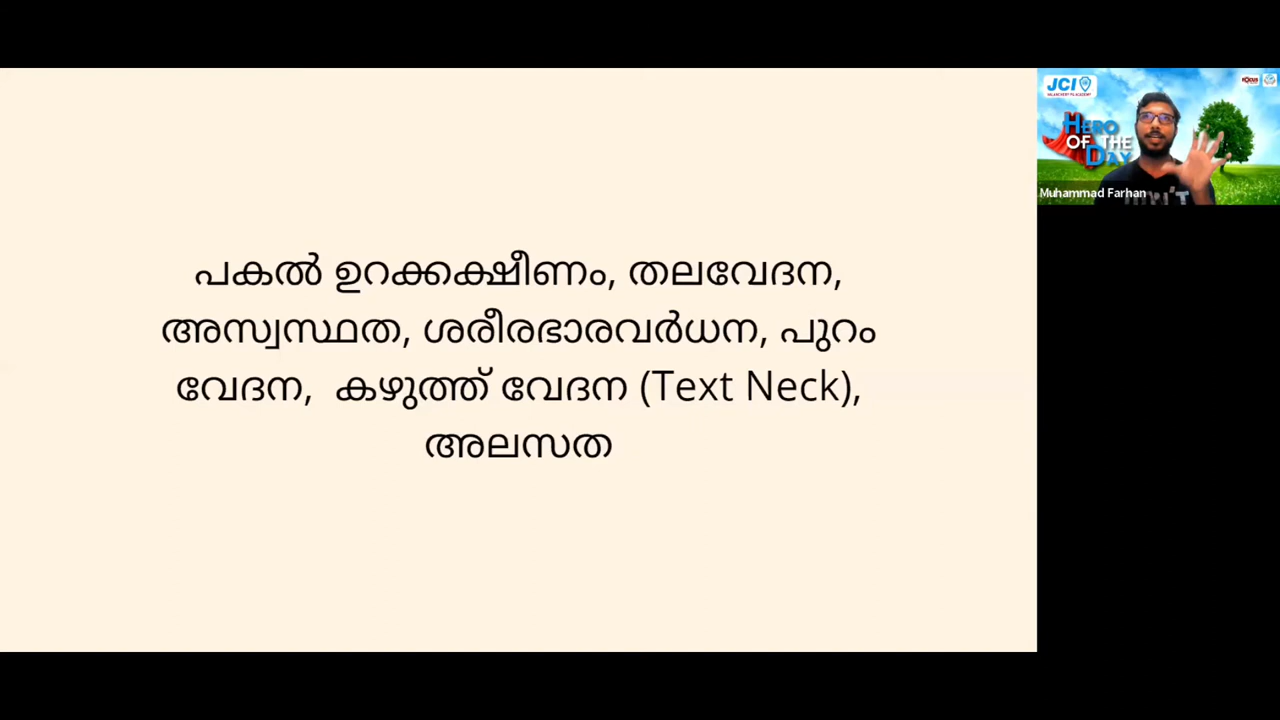 പകൽ ഉറക്കക്ഷീണം, തലവേദന,
അസ്വസ്ഥത, ശരീരഭാരവർധന, പുറം
വേദന, കഴുത്ത് വേദന (Text Neck),
അലസത
JCI
HERO
OF THE
DAY
FOCUS
Muhammad Farhan